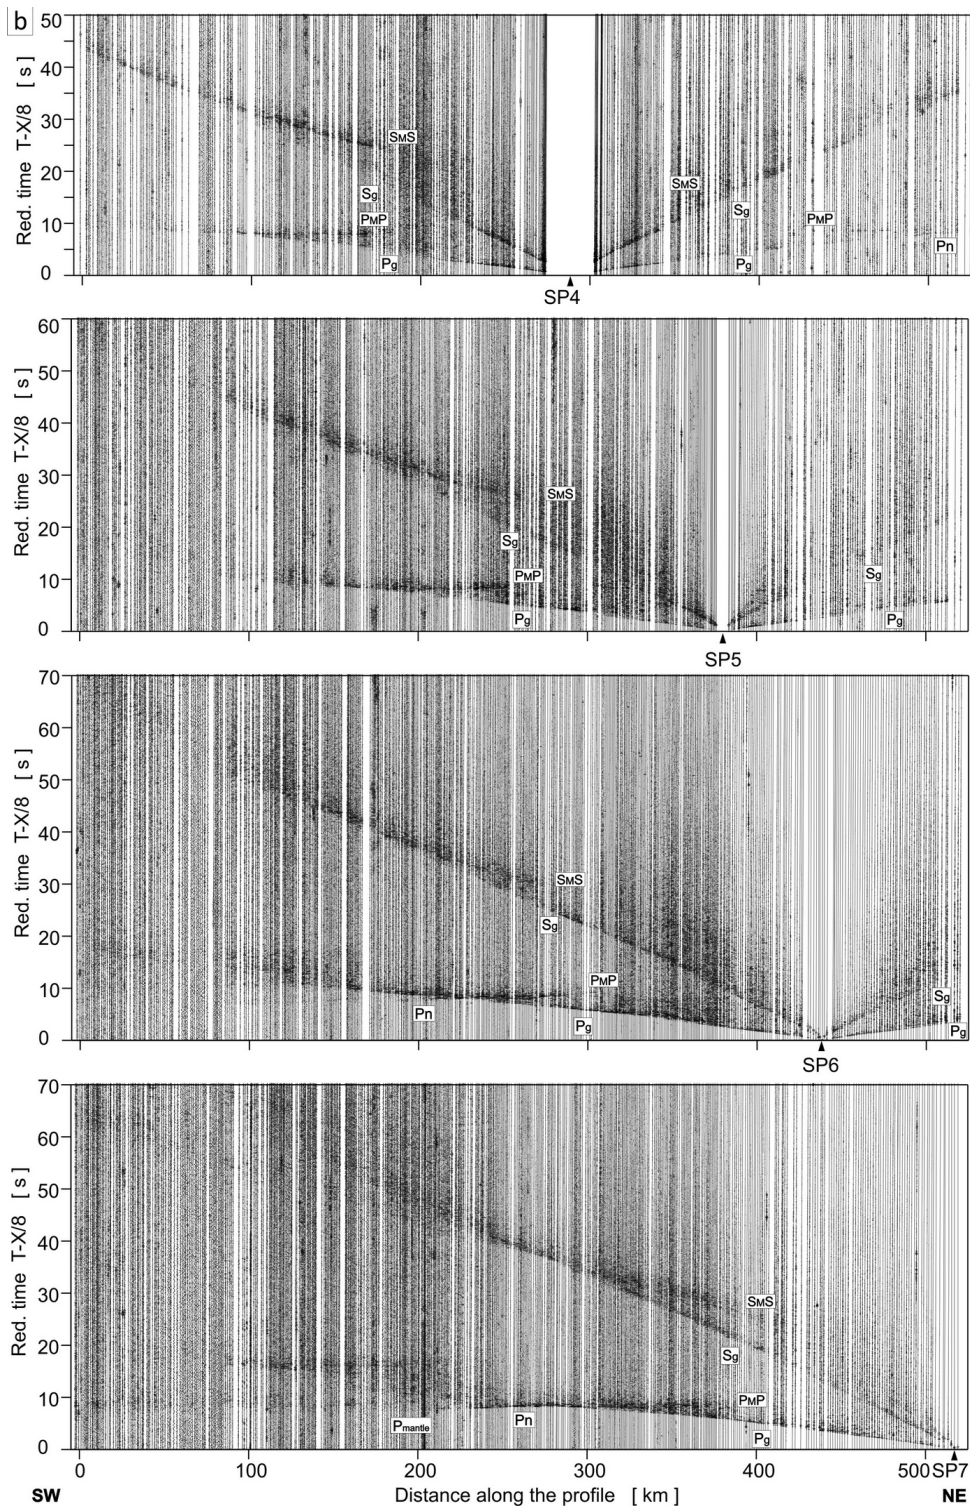 b
50
40
30
20
10
0
Red. time T-X/8 [ s ]
SMS
Sg
PMP
Pg
SMS
Sg
PMP
Pg
Pn
SP4
60
50
40
30
20
10
0
Red. time T-X/8 [ s ]
SMS
Sg
PMP
Pg
Sg
Pg
SP5
70
60
50
40
30
20
10
0
Red. time T-X/8 [ s ]
SMS
Sg
PMP
Pn
Pg
Sg
Pg
SP6
70
60
50
40
30
20
10
0
Red. time T-X/8 [ s ]
SMS
Sg
PMP
Pmantle
Pn
Pg
0 100 200 300 400 500 SP7
SW Distance along the profile [ km ] NE